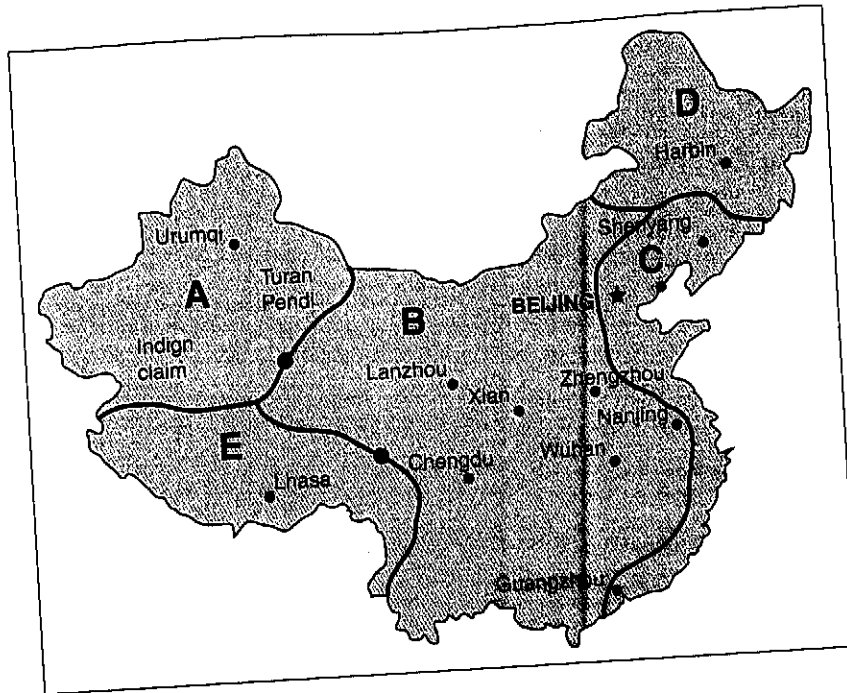 D
Harbin
Shenyang
Urumqi
C
Turan
Pendi
A
BEIJING
B
Indign
claim
Lanzhou
Zhengzhou
Xian
Nanjing
E
Wuhan
Chengdu
Lhasa
Guangzhou